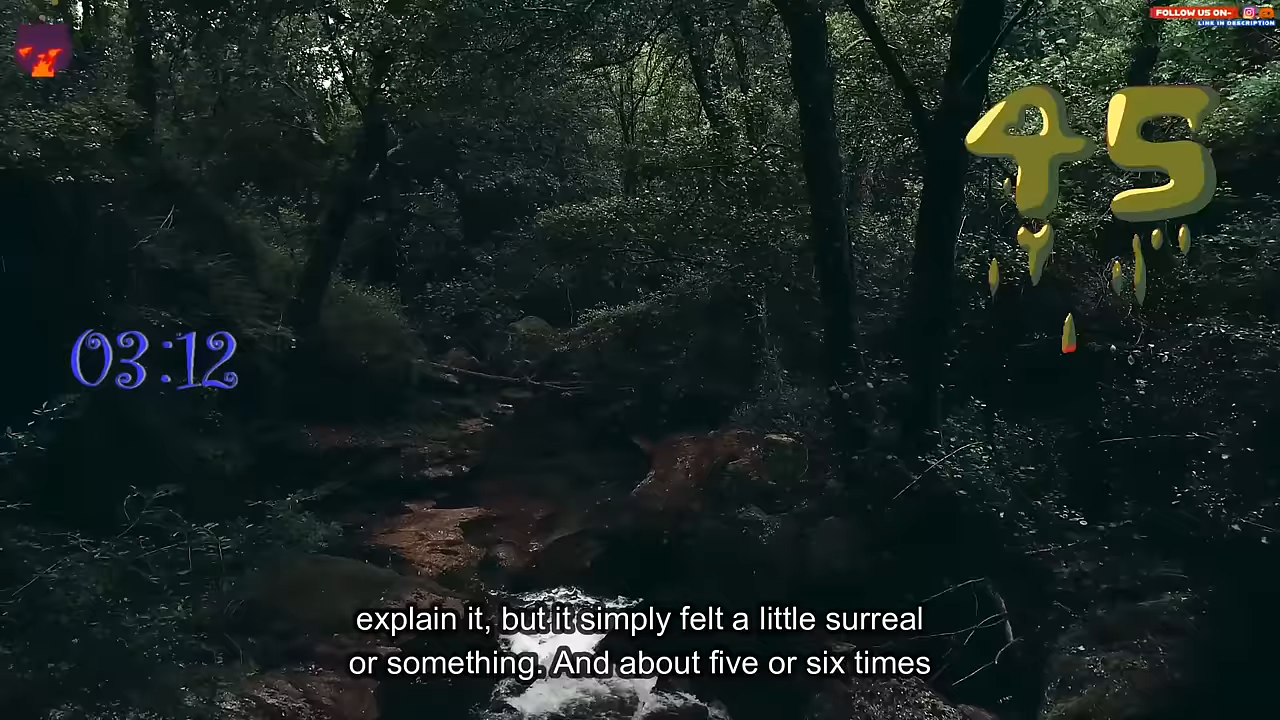 FOLLOW US ON-
LINK IN DESCRIPTION
45
03:12
explain it, but it simply felt a little surreal
or something. And about five or six times